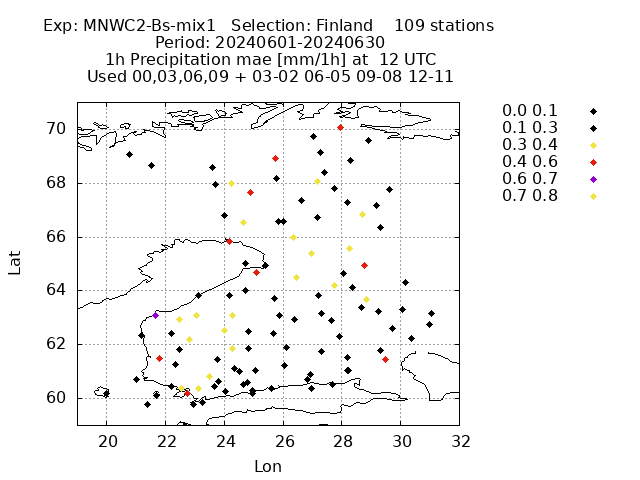 Exp: MNWC2-Bs-mix1 Selection: Finland 109 stations
Period: 20240601-20240630
1h Precipitation mae [mm/1h] at 12 UTC
Used 00,03,06,09 + 03-02 06-05 09-08 12-11
0.0 0.1
0.1 0.3
0.3 0.4
0.4 0.6
0.6 0.7
0.7 0.8
70
68
66
64
62
60
Lat
20 22 24 26 28 30 32
Lon